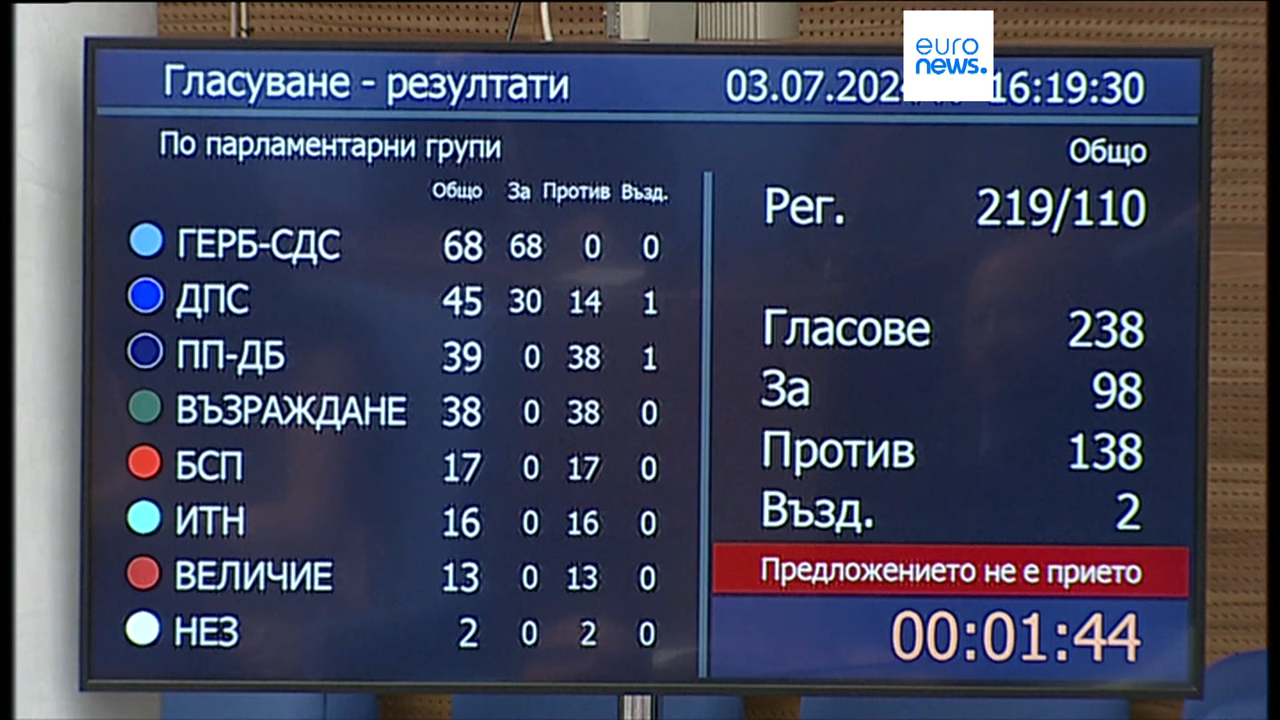 euro
news.
Гласуване - резултати 03.07.202 16:19:30
По парламентарни групи Общо
Общо За Против Възд.
ГЕРБ-СДС 68 68 0 0
ДПС 45 30 14 1
ПП-ДБ 39 0 38 1
ВЪЗРАЖДАНЕ 38 0 38 0
БСП 17 0 17 0
ИТН 16 0 16 0
ВЕЛИЧИЕ 13 0 13 0
НЕЗ 2 0 2 0
Рег. 219/110
Гласове 238
За 98
Против 138
Възд. 2
Предложението не е прието
00:01:44